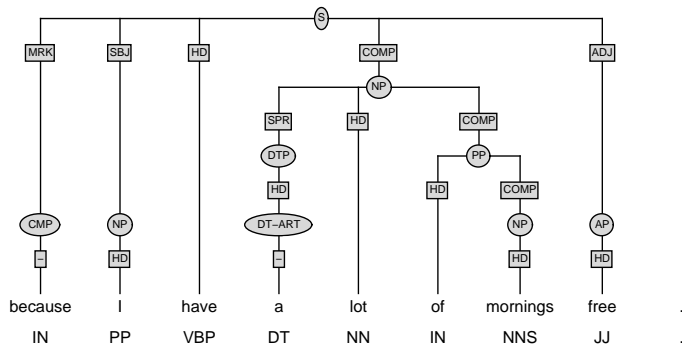 S
MRK SBJ HD COMP ADJ
NP
SPR HD COMP
DTP PP
HD HD COMP
CMP NP DT–ART NP AP
– HD – HD HD
because I have a lot of mornings free .
IN PP VBP DT NN IN NNS JJ .